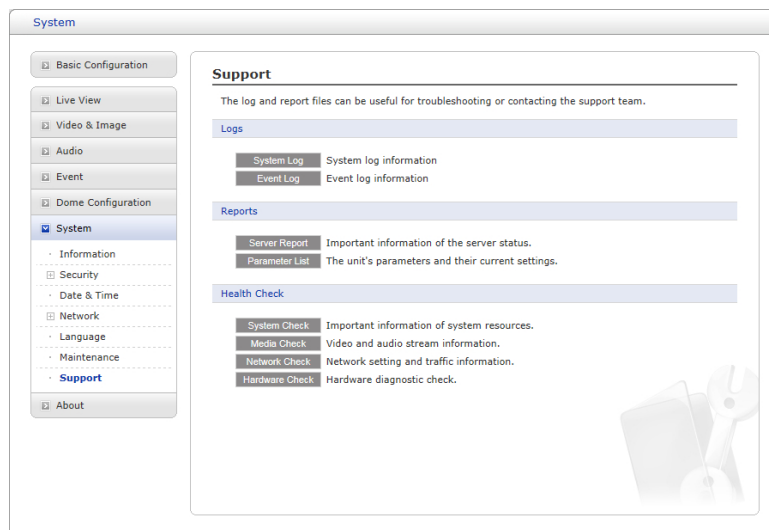 System
Basic Configuration
Live View
Video & Image
Audio
Event
Dome Configuration
System
Information
Security
Date & Time
Network
Language
Maintenance
Support
About
Support
The log and report files can be useful for troubleshooting or contacting the support team.
Logs
System Log System log information
Event Log Event log information
Reports
Server Report Important information of the server status.
Parameter List The unit's parameters and their current settings.
Health Check
System Check Important information of system resources.
Media Check Video and audio stream information.
Network Check Network setting and traffic information.
Hardware Check Hardware diagnostic check.